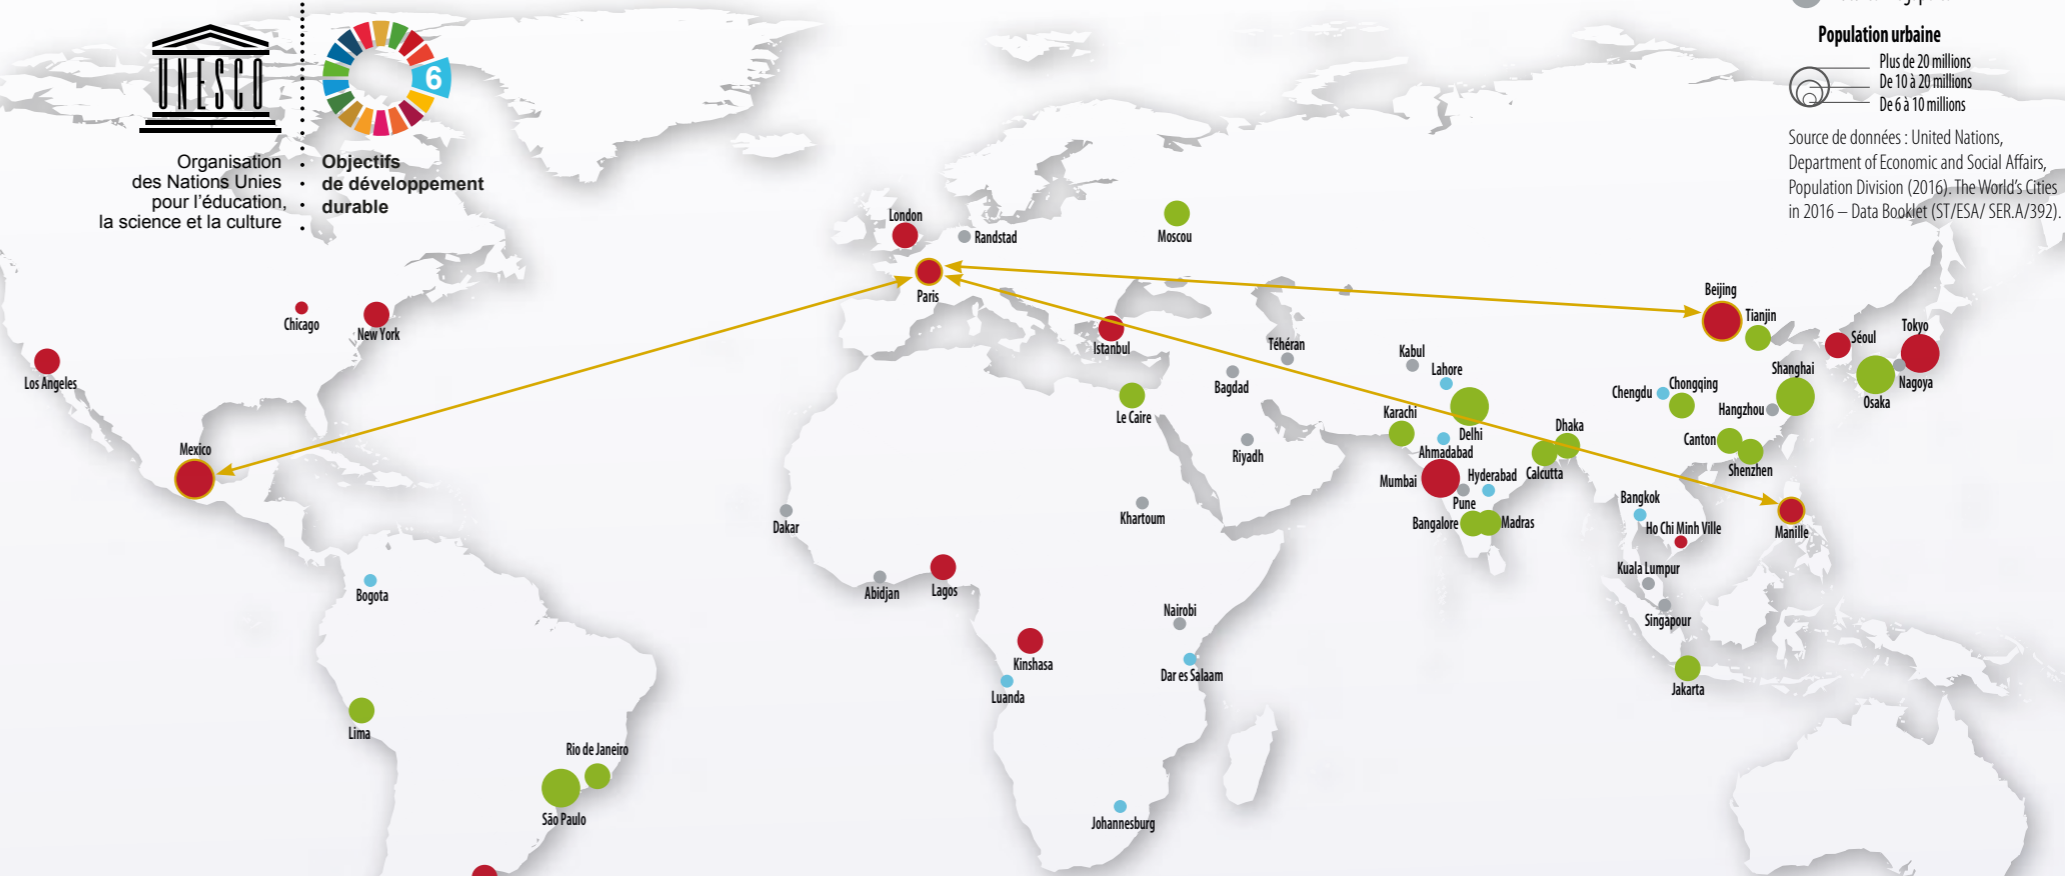 UNESCO
Organisation
des Nations Unies
pour l'éducation,
la science et la culture
6
Objectifs
de développement
durable
Population urbaine
Plus de 20 millions
De 10 à 20 millions
De 6 à 10 millions
Source de données : United Nations,
Department of Economic and Social Affairs,
Population Division (2016). The World's Cities
in 2016 – Data Booklet (ST/ESA/ SER.A/392).
London
Randstad
Moscou
Paris
Beijing
Tianjin
Chicago
New York
Istanbul
Téhéran
Kabul
Séoul
Tokyo
Los Angeles
Bagdad
Lahore
Shanghai
Nagoya
Le Caire
Karachi
Delhi
Chengdu
Chongqing
Hangzhou
Osaka
Mexico
Riyadh
Ahmadabad
Dhaka
Canton
Shenzhen
Mumbai
Hyderabad
Calcutta
Pune
Bangkok
Dakar
Khartoum
Bangalore
Madras
Ho Chi Minh Ville
Manille
Bogota
Abidjan
Lagos
Kuala Lumpur
Nairobi
Singapour
Kinshasa
Dar es Salaam
Luanda
Jakarta
Lima
Rio de Janeiro
São Paulo
Johannesburg